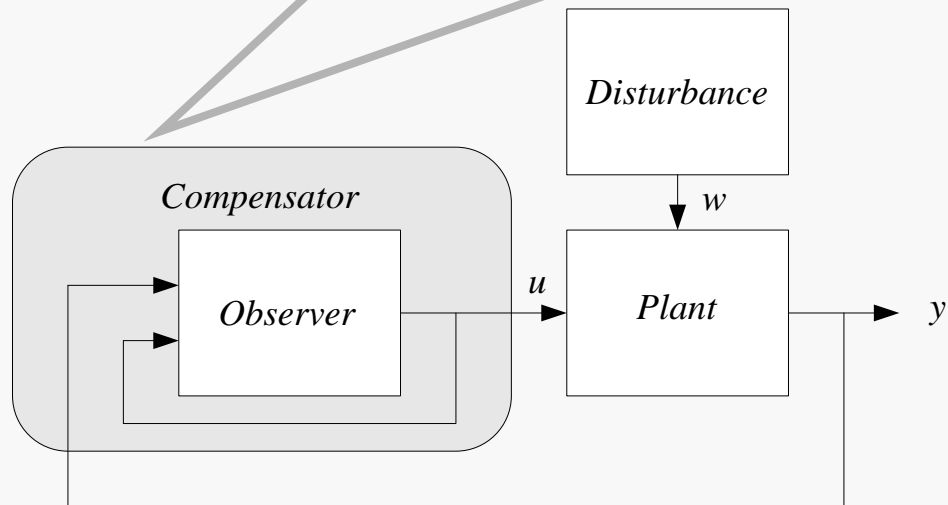 Disturbance
w
Compensator
Observer
u
Plant
y